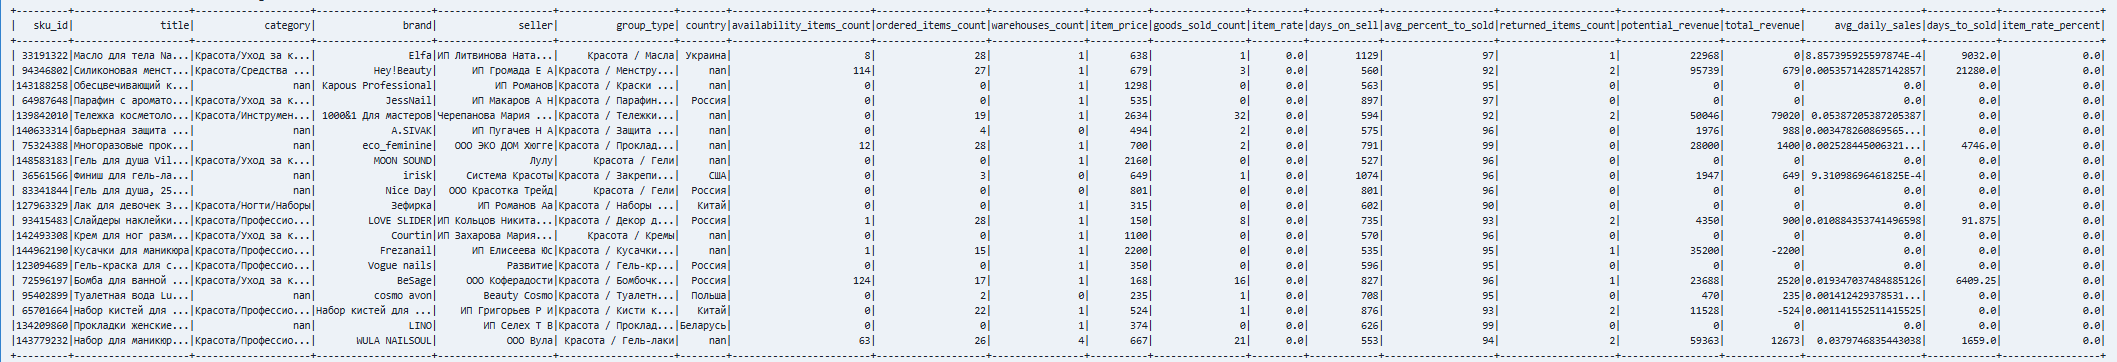 sku_id| title| category| brand| seller| group_type|country|availability_items_count|ordered_items_count|warehouses_count|item_price|goods_sold_count|item_rate|days_on_sell|avg_percent_to_sold|returned_items_count|potential_revenue|total_revenue| avg_daily_sales|days_to_sold|item_rate_percent|
| 33191322|Масло для тела Na...|Красота/Уход за к...| Elfa|ИП Литвинова Ната...| Красота / Масла|Украина| 8| 28| 1| 638| 1| 0.0| 1129| 97| 1| 22968| 0|8.857395925597874E-4| 9032.0| 0.0|
| 94346802|Силиконовая менст...|Красота/Средства ...| Hey!Beauty| ИП Громада Е А|Красота / Менстру...| nan| 114| 27| 1| 679| 3| 0.0| 560| 92| 2| 95739| 679|0.005357142857142857| 21280.0| 0.0|
|143188258|Обесцвечивающий к...| nan| Kapous Professional| ИП Романов|Красота / Краски ...| nan| 0| 0| 1| 1298| 0| 0.0| 563| 95| 0| 0| 0| 0.0| 0.0| 0.0|
| 64987648|Парафин с аромато...|Красота/Уход за к...| JessNail| ИП Макаров А Н|Красота / Парафин...| Россия| 0| 0| 1| 535| 0| 0.0| 897| 97| 0| 0| 0| 0.0| 0.0| 0.0|
|139842010|Тележка косметоло...|Красота/Инструмен...| 1000&1 Для мастеров|Черепанова Мария ...|Красота / Тележки...| nan| 0| 19| 1| 2634| 32| 0.0| 594| 92| 2| 50046| 79020| 0.05387205387205387| 0.0| 0.0|
|140633314|барьерная защита ...| nan| A.SIVAK| ИП Пугачев Н А|Красота / Защита ...| nan| 0| 4| 0| 494| 2| 0.0| 575| 96| 0| 1976| 988|0.003478260869565...| 0.0| 0.0|
| 75324388|Многоразовые прок...| nan| eco_feminine| ООО ЭКО ДОМ Хюгге|Красота / Проклад...| nan| 12| 28| 1| 700| 2| 0.0| 791| 99| 0| 28000| 1400|0.002528445006321...| 4746.0| 0.0|
|148583183|Гель для душа Vil...|Красота/Уход за к...| MOON SOUND| Лулу| Красота / Гели| nan| 0| 0| 1| 2160| 0| 0.0| 527| 96| 0| 0| 0| 0.0| 0.0| 0.0|
| 36561566|Финиш для гель-ла...| nan| irisk| Система Красоты|Красота / Закрепи...| США| 0| 3| 0| 649| 1| 0.0| 1074| 96| 0| 1947| 649| 9.31098696461825E-4| 0.0| 0.0|
| 83341844|Гель для душа, 25...| nan| Nice Day| ООО Красотка Трейд| Красота / Гели| Россия| 0| 0| 0| 801| 0| 0.0| 801| 96| 0| 0| 0| 0.0| 0.0| 0.0|
|127963329|Лак для девочек З...|Красота/Ногти/Наборы| Зефирка| ИП Романов Аа|Красота / Наборы ...| Китай| 0| 0| 1| 315| 0| 0.0| 602| 90| 0| 0| 0| 0.0| 0.0| 0.0|
| 93415483|Слайдеры наклейки...|Красота/Профессио...| LOVE SLIDER|ИП Кольцов Никита...|Красота / Декор д...| Россия| 1| 28| 1| 150| 8| 0.0| 735| 93| 2| 4350| 900|0.010884353741496598| 91.875| 0.0|
|142493308|Крем для ног разм...|Красота/Уход за к...| Courtin|ИП Захарова Мария...| Красота / Кремы| nan| 0| 0| 1| 1100| 0| 0.0| 570| 96| 0| 0| 0| 0.0| 0.0| 0.0|
|144962190|Кусачки для маникюра|Красота/Профессио...| Frezanail| ИП Елисеева Юс|Красота / Кусачки...| nan| 1| 15| 1| 2200| 0| 0.0| 535| 95| 1| 35200| -2200| 0.0| 0.0| 0.0|
|123094689|Гель-краска для с...|Красота/Профессио...| Vogue nails| Развитие|Красота / Гель-кр...| Россия| 0| 0| 1| 350| 0| 0.0| 596| 95| 0| 0| 0| 0.0| 0.0| 0.0|
| 72596197|Бомба для ванной ...|Красота/Уход за к...| BeSage| ООО Коферадости|Красота / Бомбочк...| Россия| 124| 17| 1| 168| 16| 0.0| 827| 96| 1| 23688| 2520|0.019347037484885126| 6409.25| 0.0|
| 95402899|Туалетная вода Lu...| nan| cosmo avon| Beauty Cosmo|Красота / Туалетн...| Польша| 0| 2| 0| 235| 1| 0.0| 708| 95| 0| 470| 235|0.001412429378531...| 0.0| 0.0|
| 65701664|Набор кистей для ...|Красота/Профессио...|Набор кистей для ...| ИП Григорьев Р И|Красота / Кисти к...| Китай| 0| 22| 1| 524| 1| 0.0| 876| 93| 2| 11528| -524|0.001141552511415525| 0.0| 0.0|
|134209860|Прокладки женские...| nan| LINO| ИП Селех Т В|Красота / Проклад...|Беларусь| 0| 0| 1| 374| 0| 0.0| 626| 99| 0| 0| 0| 0.0| 0.0| 0.0|
|143779232|Набор для маникюр...|Красота/Профессио...| WULA NAILSOUL| ООО Вула| Красота / Гель-лаки| nan| 63| 26| 4| 667| 21| 0.0| 553| 94| 2| 59363| 12673| 0.0379746835443038| 1659.0| 0.0|